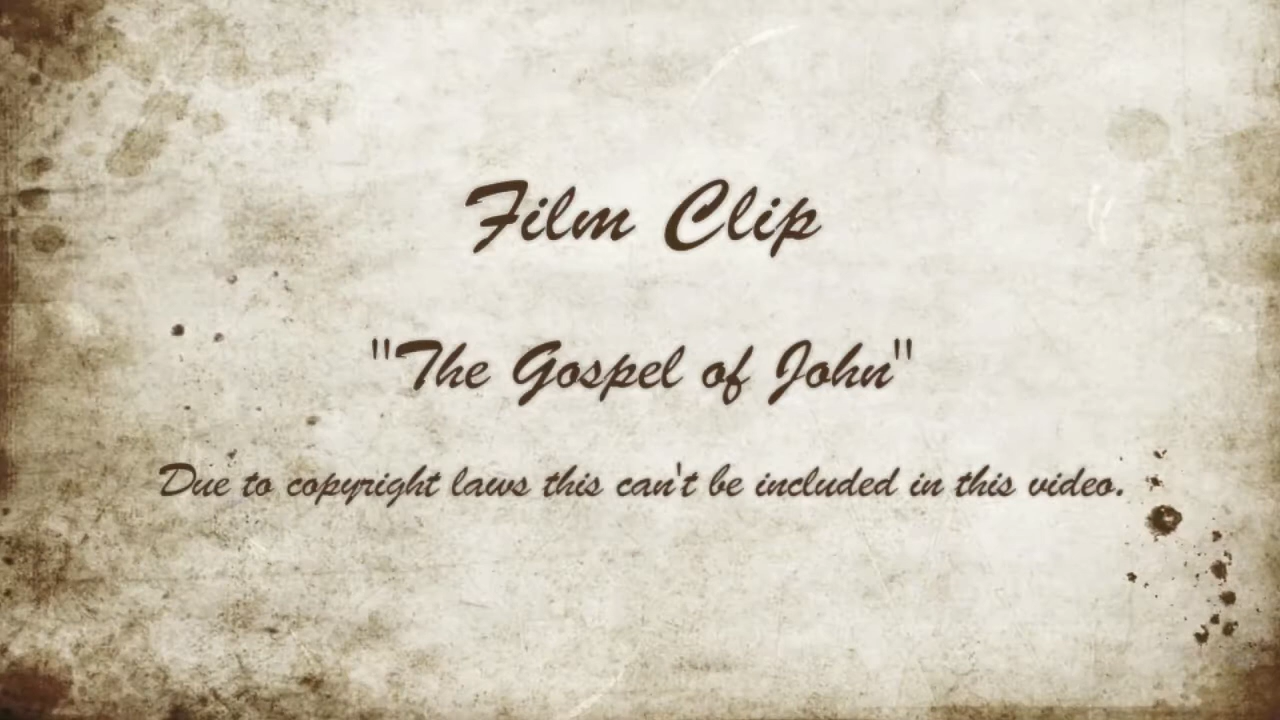 Film Clip
"The Gospel of John"
Due to copyright laws this can't be included in this video.